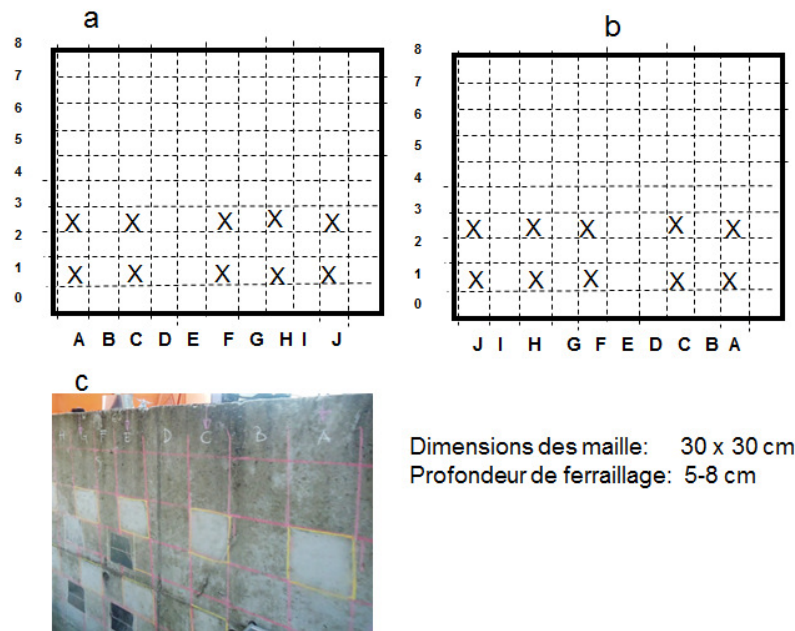 a
8
7
6
5
4
3
2
1
0
X X X X X
X X X X X
A B C D E F G H I J
b
8
7
6
5
4
3
2
1
0
X X X X X
X X X X X
J I H G F E D C B A
c
E D C B A
Dimensions des maille: 30 x 30 cm
Profondeur de ferraillage: 5-8 cm